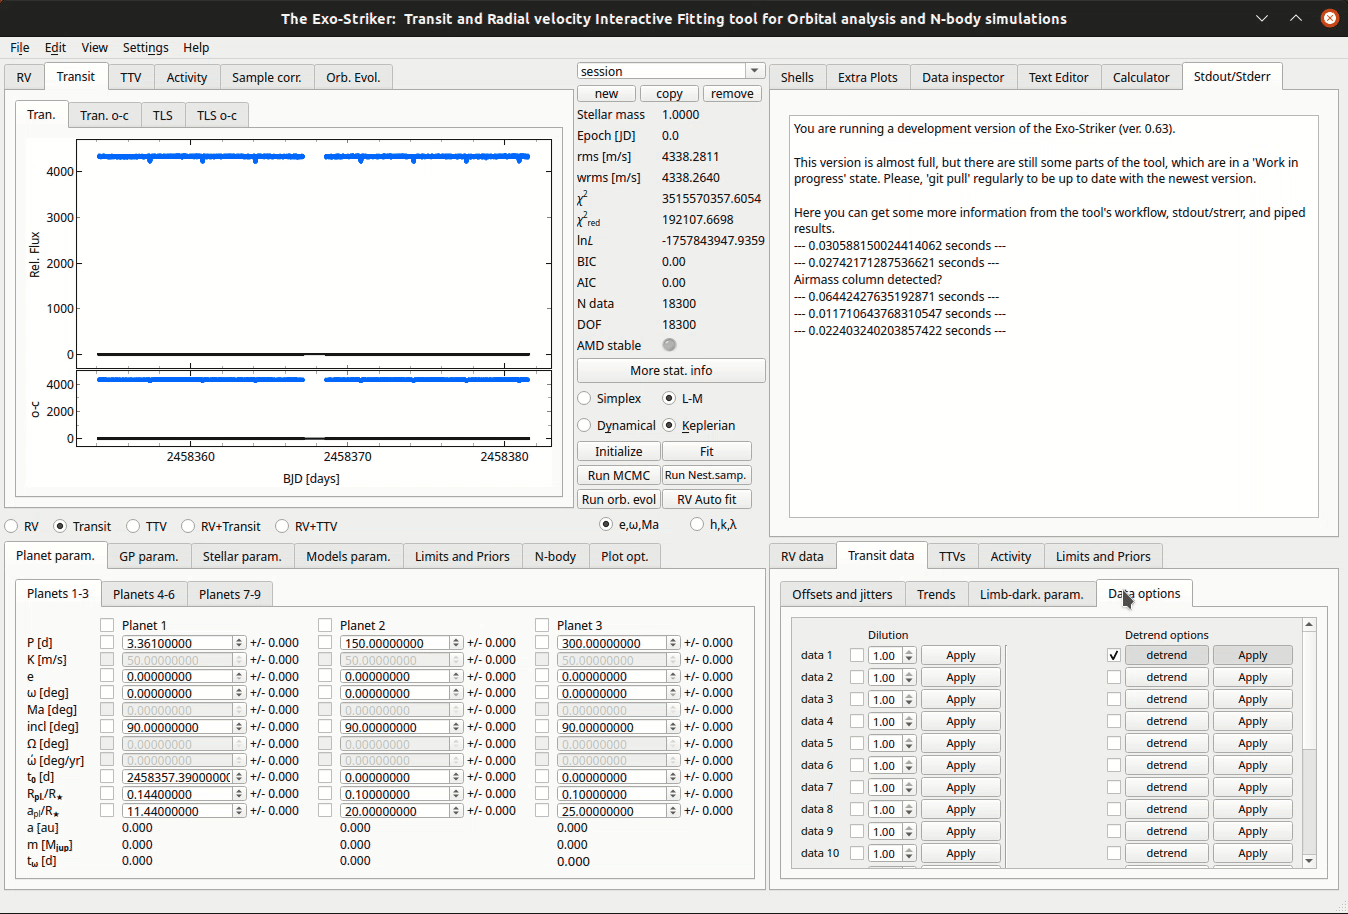 The Exo-Striker: Transit and Radial velocity Interactive Fitting tool for Orbital analysis and N-body simulations
File Edit View Settings Help
RV Transit TTV Activity Sample corr. Orb. Evol.
Tran. Tran. o-c TLS TLS o-c
Rel. Flux
4000
3000
2000
1000
0
o-c
4000
2000
0
2458360 2458370 2458380
BJD [days]
session
new copy remove
Stellar mass 1.0000
Epoch [JD] 0.0
rms [m/s] 4338.2811
wrms [m/s] 4338.2640
χ2 3515570357.6054
χ2red 192107.6698
lnL -1757843947.9359
BIC 0.00
AIC 0.00
N data 18300
DOF 18300
AMD stable
More stat. info
Simplex L-M
Dynamical Keplerian
Initialize Fit
Run MCMC Run Nest.samp.
Run orb. evol RV Auto fit
e,ω,Ma h,k,λ
Shells Extra Plots Data inspector Text Editor Calculator Stdout/Stderr
You are running a development version of the Exo-Striker (ver. 0.63).
This version is almost full, but there are still some parts of the tool, which are in a 'Work in
progress' state. Please, 'git pull' regularly to be up to date with the newest version.
Here you can get some more information from the tool's workflow, stdout/strerr, and piped
results.
--- 0.030588150024414062 seconds ---
--- 0.02742171287536621 seconds ---
Airmass column detected?
--- 0.06442427635192871 seconds ---
--- 0.011710643768310547 seconds ---
--- 0.022403240203857422 seconds ---
RV Transit TTV RV+Transit RV+TTV
Planet param. GP param. Stellar param. Models param. Limits and Priors N-body Plot opt.
Planets 1-3 Planets 4-6 Planets 7-9
Planet 1 Planet 2 Planet 3
P [d] 3.36100000 +/- 0.000 150.00000000 +/- 0.000 300.00000000 +/- 0.000
K [m/s] 50.00000000 +/- 0.000 50.00000000 +/- 0.000 50.00000000 +/- 0.000
e 0.00000000 +/- 0.000 0.00000000 +/- 0.000 0.00000000 +/- 0.000
ω [deg] 0.00000000 +/- 0.000 0.00000000 +/- 0.000 0.00000000 +/- 0.000
Ma [deg] 0.00000000 +/- 0.000 0.00000000 +/- 0.000 0.00000000 +/- 0.000
incl [deg] 90.00000000 +/- 0.000 90.00000000 +/- 0.000 90.00000000 +/- 0.000
Ω [deg] 0.00000000 +/- 0.000 0.00000000 +/- 0.000 0.00000000 +/- 0.000
ώ [deg/yr] 0.00000000 +/- 0.000 0.00000000 +/- 0.000 0.00000000 +/- 0.000
t0 [d] 2458357.39000000 +/- 0.000 0.00000000 +/- 0.000 0.00000000 +/- 0.000
Rpl/R★ 0.14400000 +/- 0.000 0.10000000 +/- 0.000 0.10000000 +/- 0.000
apl/R★ 11.44000000 +/- 0.000 20.00000000 +/- 0.000 25.00000000 +/- 0.000
a [au] 0.000 0.000 0.000
m [Mjup] 0.000 0.000 0.000
tω [d] 0.000 0.000 0.000
RV data Transit data TTVs Activity Limits and Priors
Offsets and jitters Trends Limb-dark. param. Data options
Dilution Detrend options
data 1 1.00 Apply detrend Apply
data 2 1.00 Apply detrend Apply
data 3 1.00 Apply detrend Apply
data 4 1.00 Apply detrend Apply
data 5 1.00 Apply detrend Apply
data 6 1.00 Apply detrend Apply
data 7 1.00 Apply detrend Apply
data 8 1.00 Apply detrend Apply
data 9 1.00 Apply detrend Apply
data 10 1.00 Apply detrend Apply